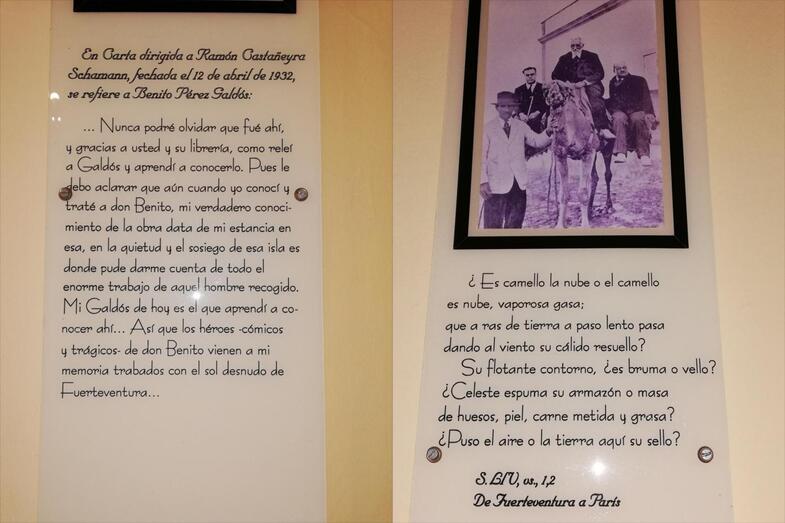 En Carta dirigida a Ramón Castañeyra
Schamann, fechada el 12 de abril de 1932,
se refiere a Benito Pérez Galdós:
... Nunca podré olvidar que fué ahí,
y gracias a usted y su librería, como releí
a Galdós y aprendí a conocerlo. Pues le
debo aclarar que aún cuando yo conocí y
traté a don Benito, mi verdadero conoci-
miento de la obra data de mi estancia en
esa, en la quietud y el sosiego de esa isla es
donde pude darme cuenta de todo el
enorme trabajo de aquel hombre recogido.
Mi Galdós de hoy es el que aprendí a co-
nocer ahí... Así que los héroes -cómicos
y trágicos- de don Benito vienen a mi
memoria trabados con el sol desnudo de
Fuerteventura...
¿ Es camello la nube o el camello
es nube, vaporosa gasa;
que a ras de tierra a paso lento pasa
dando al viento su cálido resuello?
Su flotante contorno, ¿es bruma o vello?
¿Celeste espuma su armazón o masa
de huesos, piel, carne metida y grasa?
¿Puso el aire o la tierra aquí su sello?
S. LIV, vs., 1,2
De Fuerteventura a París